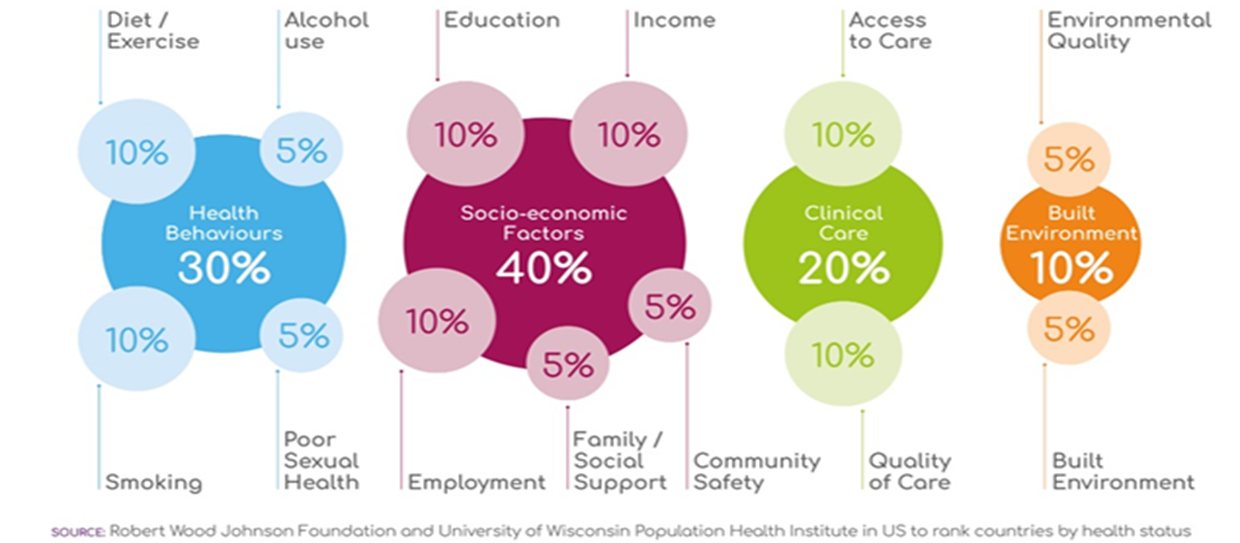 Diet /
Exercise
Alcohol
use
Education
Income
Access
to Care
Environmental
Quality
10%
5%
10%
10%
10%
5%
Health
Behaviours
30%
Socio-economic
Factors
40%
Clinical
Care
20%
Built
Environment
10%
10%
5%
10%
5%
5%
10%
5%
Smoking
Poor
Sexual
Health
Employment
Family /
Social
Support
Community
Safety
Quality
of Care
Built
Environment
SOURCE: Robert Wood Johnson Foundation and University of Wisconsin Population Health Institute in US to rank countries by health status